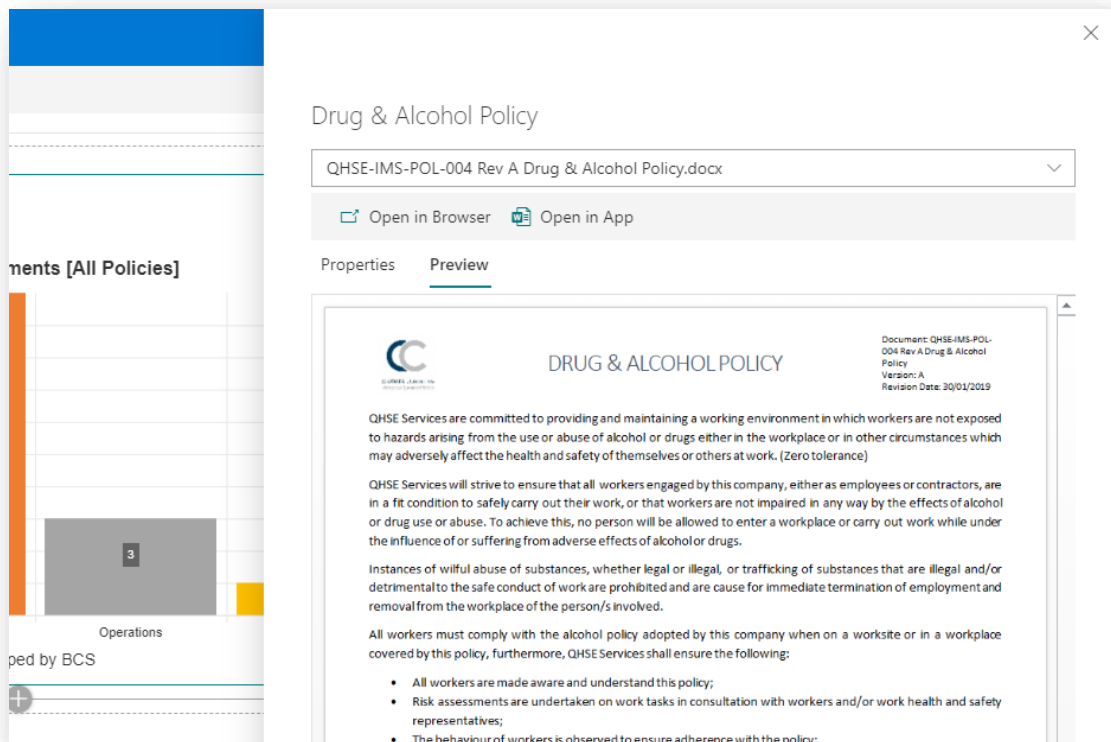 Drug & Alcohol Policy
QHSE-IMS-POL-004 Rev A Drug & Alcohol Policy.docx
Open in Browser Open in App
Properties Preview
ments [All Policies]
3
Operations
ped by BCS
DRUG & ALCOHOL POLICY
Document: QHSE-IMS-POL-
004 Rev A Drug & Alcohol
Policy
Version: A
Revision Date: 30/01/2019
QHSE Services are committed to providing and maintaining a working environment in which workers are not exposed
to hazards arising from the use or abuse of alcohol or drugs either in the workplace or in other circumstances which
may adversely affect the health and safety of themselves or others at work. (Zero tolerance)
QHSE Services will strive to ensure that all workers engaged by this company, either as employees or contractors, are
in a fit condition to safely carry out their work, or that workers are not impaired in any way by the effects of alcohol
or drug use or abuse. To achieve this, no person will be allowed to enter a workplace or carry out work while under
the influence of or suffering from adverse effects of alcohol or drugs.
Instances of wilful abuse of substances, whether legal or illegal, or trafficking of substances that are illegal and/or
detrimental to the safe conduct of work are prohibited and are cause for immediate termination of employment and
removal from the workplace of the person/s involved.
All workers must comply with the alcohol policy adopted by this company when on a worksite or in a workplace
covered by this policy, furthermore, QHSE Services shall ensure the following:
• All workers are made aware and understand this policy;
• Risk assessments are undertaken on work tasks in consultation with workers and/or work health and safety
representatives;
• The behaviour of workers is observed to ensure adherence with the policy;